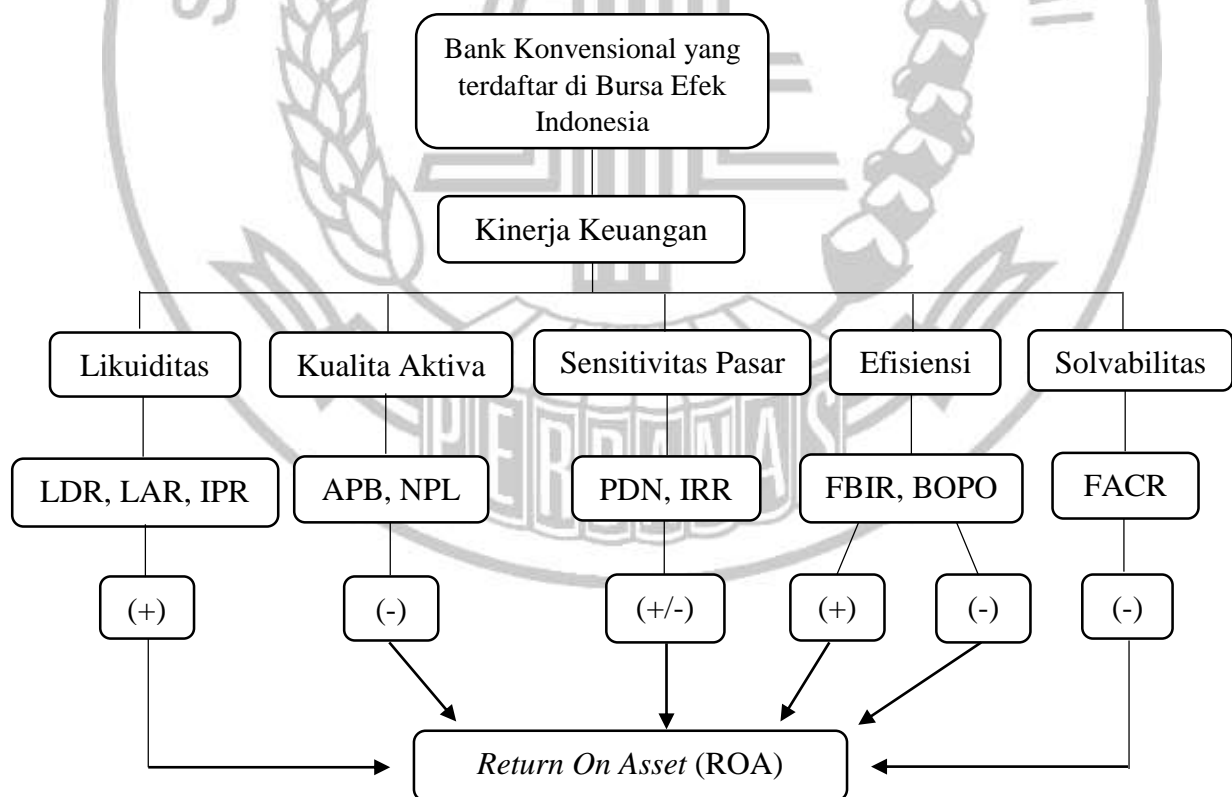 Bank Konvensional yang
terdaftar di Bursa Efek
Indonesia
Kinerja Keuangan
Likuiditas
Kualita Aktiva
Sensitivitas Pasar
Efisiensi
Solvabilitas
PERBANAS
LDR, LAR, IPR
APB, NPL
PDN, IRR
FBIR, BOPO
FACR
(+)
(-)
(+/-)
(+)
(-)
(-)
Return On Asset (ROA)